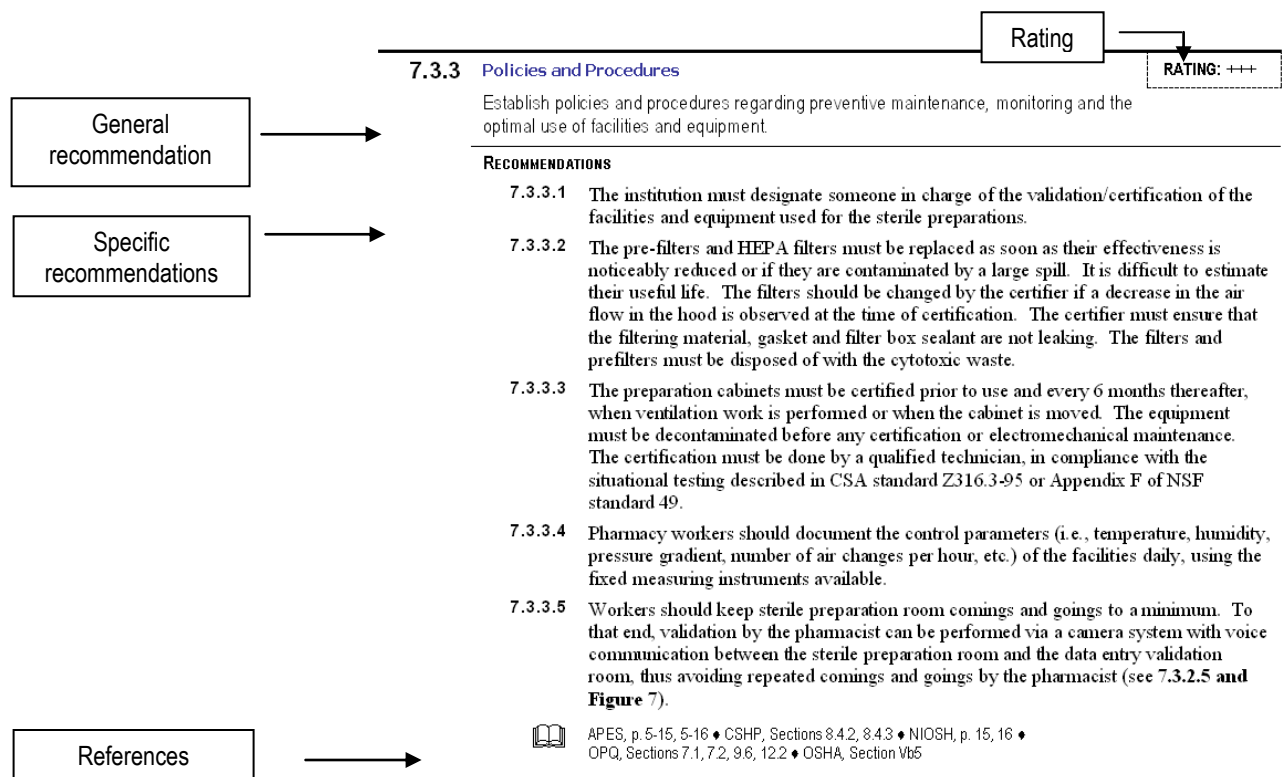 Rating
7.3.3 Policies and Procedures
RATING: +++
Establish policies and procedures regarding preventive maintenance, monitoring and the
optimal use of facilities and equipment.
General
recommendation
RECOMMENDATIONS
7.3.3.1 The institution must designate someone in charge of the validation/certification of the
facilities and equipment used for the sterile preparations.
Specific
recommendations
7.3.3.2 The pre-filters and HEPA filters must be replaced as soon as their effectiveness is
noticeably reduced or if they are contaminated by a large spill. It is difficult to estimate
their useful life. The filters should be changed by the certifier if a decrease in the air
flow in the hood is observed at the time of certification. The certifier must ensure that
the filtering material, gasket and filter box sealant are not leaking. The filters and
prefilters must be disposed of with the cytotoxic waste.
7.3.3.3 The preparation cabinets must be certified prior to use and every 6 months thereafter,
when ventilation work is performed or when the cabinet is moved. The equipment
must be decontaminated before any certification or electromechanical maintenance.
The certification must be done by a qualified technician, in compliance with the
situational testing described in CSA standard Z316.3-95 or Appendix F of NSF
standard 49.
7.3.3.4 Pharmacy workers should document the control parameters (i.e., temperature, humidity,
pressure gradient, number of air changes per hour, etc.) of the facilities daily, using the
fixed measuring instruments available.
7.3.3.5 Workers should keep sterile preparation room comings and goings to a minimum. To
that end, validation by the pharmacist can be performed via a camera system with voice
communication between the sterile preparation room and the data entry validation
room, thus avoiding repeated comings and goings by the pharmacist (see 7.3.2.5 and
Figure 7).
References
APES, p. 5-15, 5-16 ♦ CSHP, Sections 8.4.2, 8.4.3 ♦ NIOSH, p. 15, 16 ♦
OPQ, Sections 7.1, 7.2, 9.6, 12.2 ♦ OSHA, Section Vb5